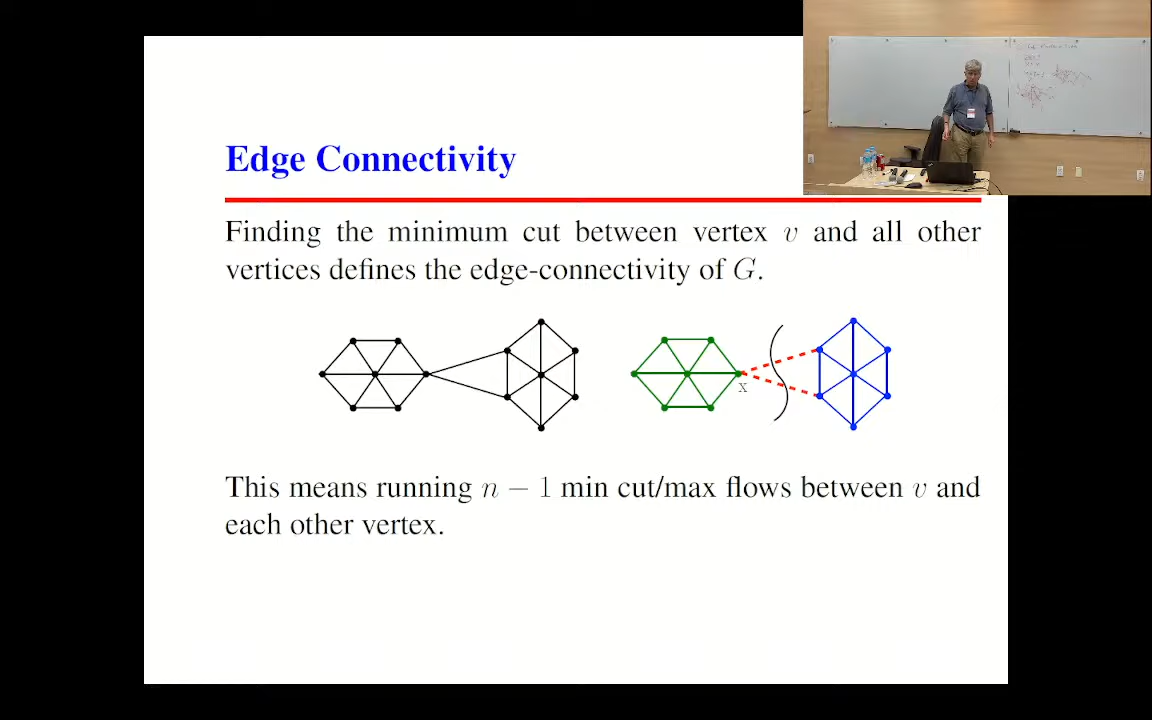 Edge Connectivity
Finding the minimum cut between vertex v and all other
vertices defines the edge-connectivity of G.
x
This means running n − 1 min cut/max flows between v and
each other vertex.